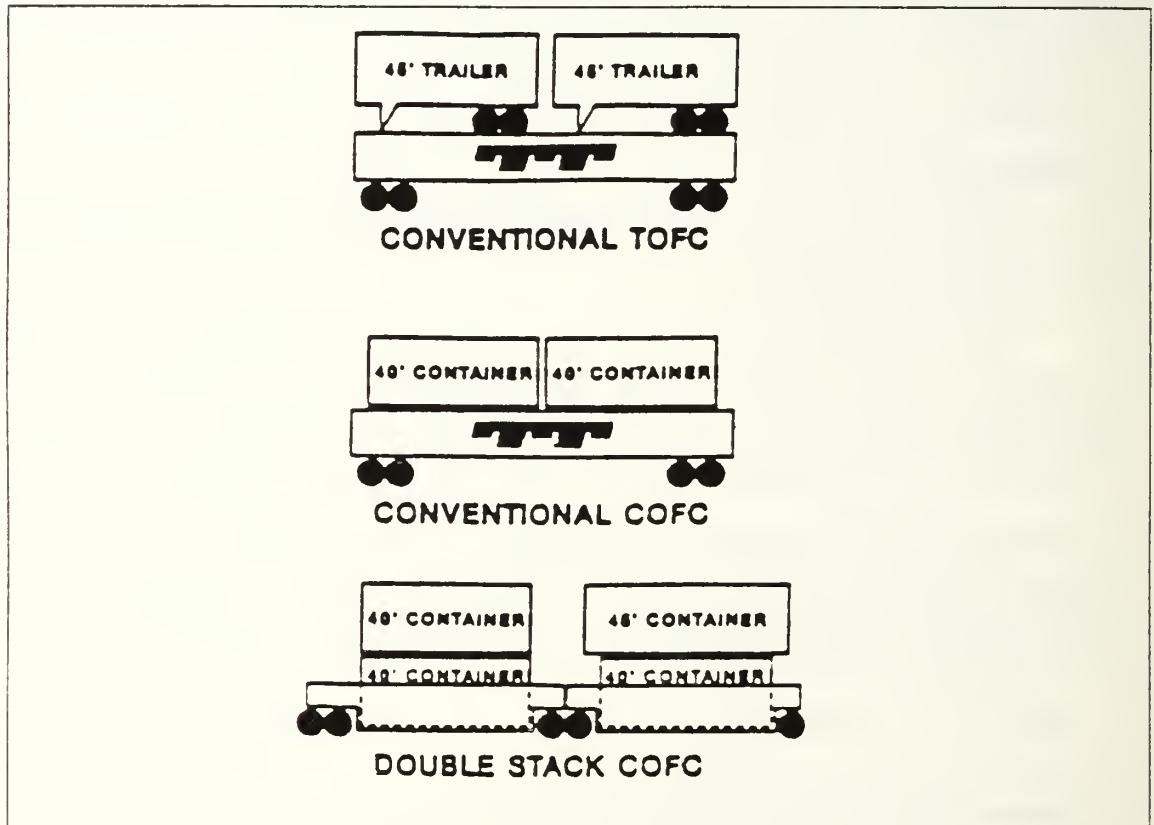 45' TRAILER 45' TRAILER
CONVENTIONAL TOFC
40' CONTAINER 40' CONTAINER
CONVENTIONAL COFC
40' CONTAINER 45' CONTAINER
40' CONTAINER 40' CONTAINER
DOUBLE STACK COFC